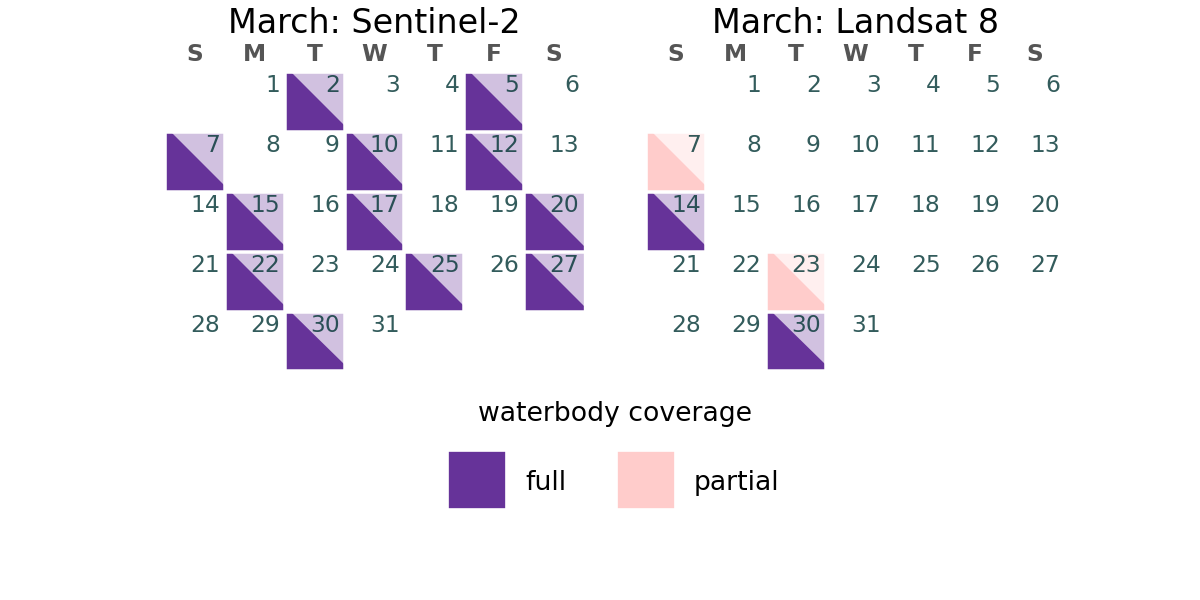 March: Sentinel-2
S M T W T F S
1 2 3 4 5 6
7 8 9 10 11 12 13
14 15 16 17 18 19 20
21 22 23 24 25 26 27
28 29 30 31
March: Landsat 8
S M T W T F S
1 2 3 4 5 6
7 8 9 10 11 12 13
14 15 16 17 18 19 20
21 22 23 24 25 26 27
28 29 30 31
waterbody coverage
full
partial